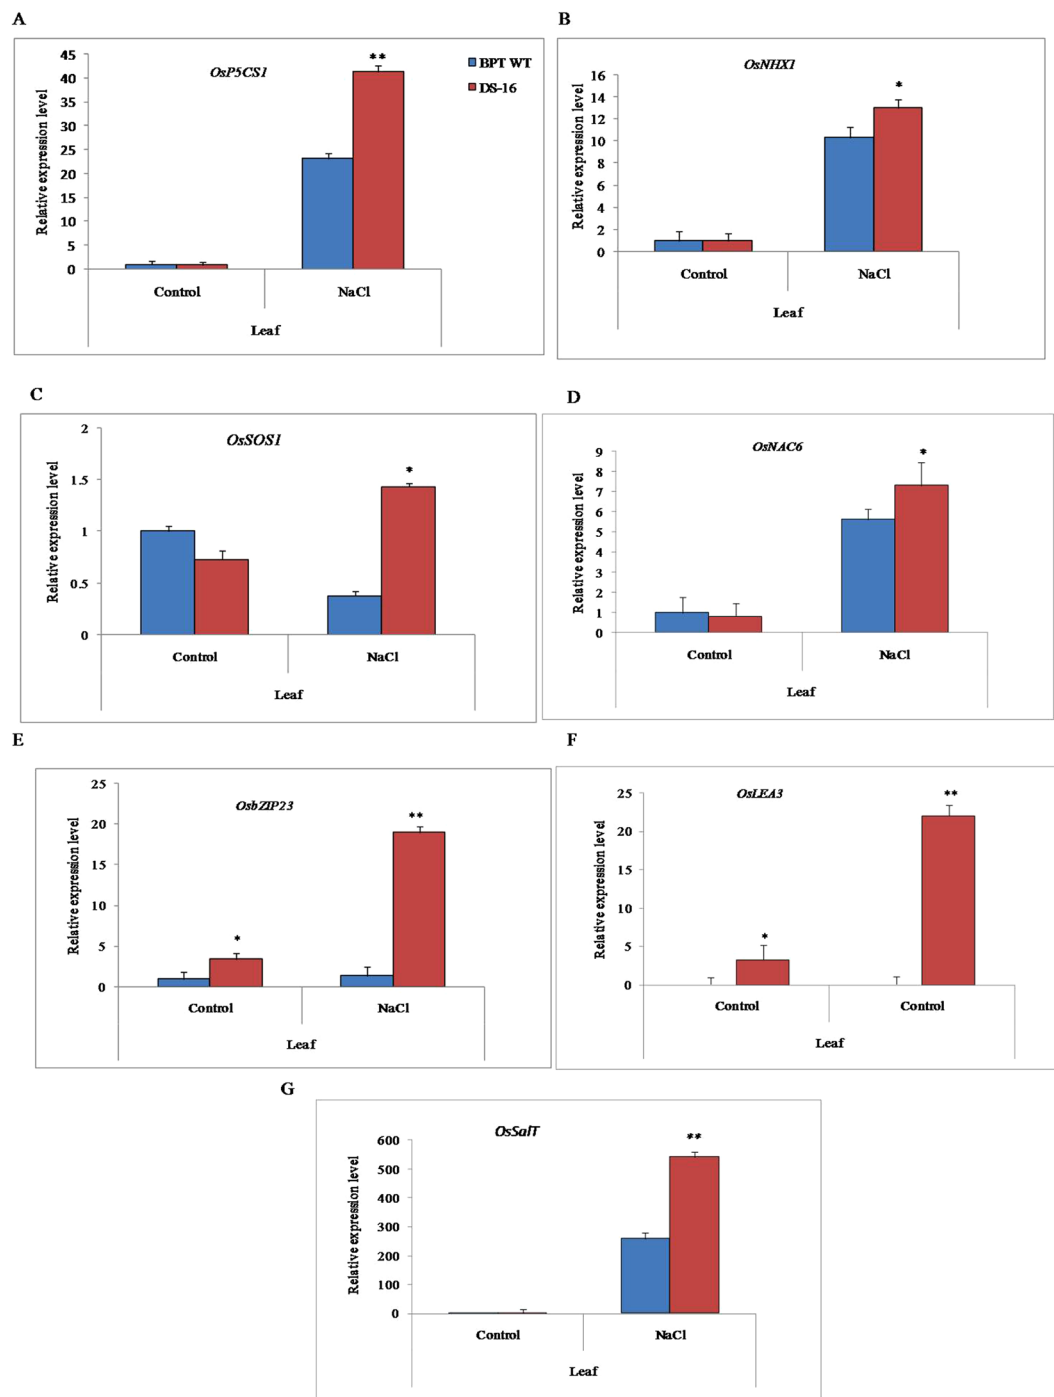 A
OsP5CS1
**
BPT WT
DS-16
Relative expression level
45
40
35
30
25
20
15
10
5
0
Control
NaCl
Leaf
B
OsNHX1
*
Relative expression level
16
14
12
10
8
6
4
2
0
Control
NaCl
Leaf
C
OsSOS1
*
Relative expression level
2
1.5
1
0.5
0
Control
NaCl
Leaf
D
OsNAC6
*
Relative expression level
9
8
7
6
5
4
3
2
1
0
Control
NaCl
Leaf
E
OsbZIP23
*
**
Relative expression level
25
20
15
10
5
0
Control
NaCl
Leaf
F
OsLEA3
*
**
Relative expression level
25
20
15
10
5
0
Control
Control
Leaf
G
OsSalT
**
Relative expression level
600
500
400
300
200
100
0
Control
NaCl
Leaf